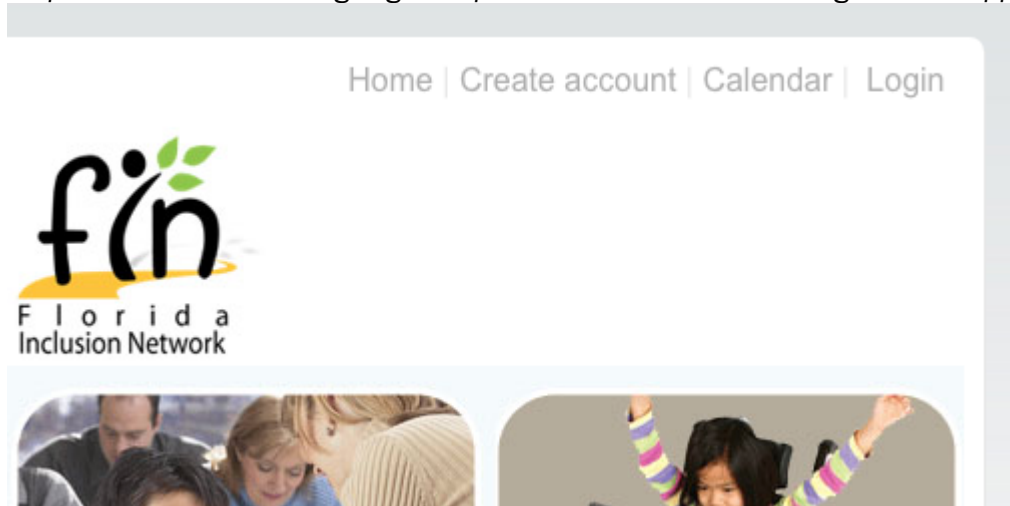 Home | Create account | Calendar | Login
fin
Florida
Inclusion Network